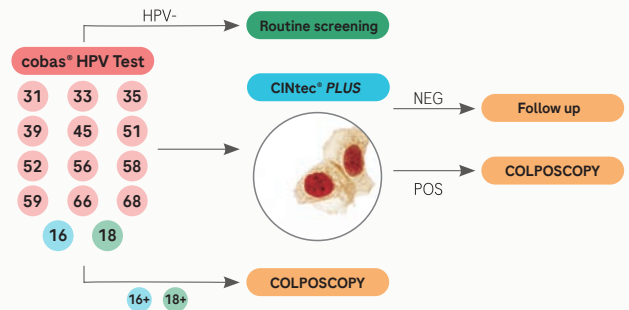 HPV-
Routine screening
cobas® HPV Test
31 33 35
39 45 51
52 56 58
59 66 68
16 18
CINtec® PLUS
NEG
Follow up
POS
COLPOSCOPY
16+ 18+
COLPOSCOPY